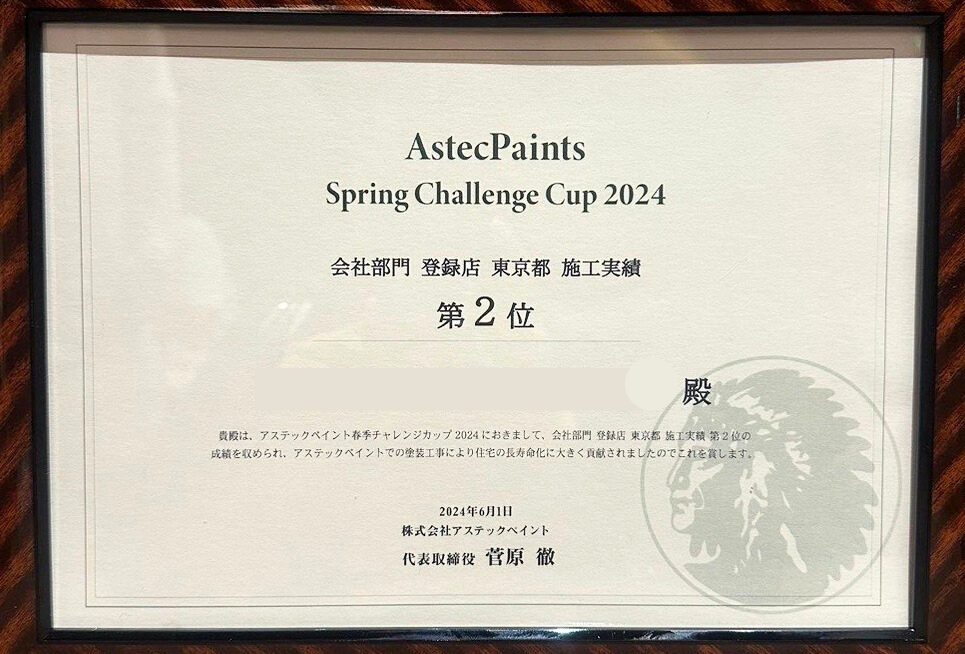 AstecPaints
Spring Challenge Cup 2024
会社部門 登録店 東京都 施工実績
第2位
殿
貴殿は、アステックペイント春季チャレンジカップ2024におきまして、会社部門 登録店 東京都 施工実績 第2位の
成績を収められ、アステックペイントでの塗装工事により住宅の長寿命化に大きく貢献されましたのでこれを賞します。
2024年6月1日
株式会社アステックペイント
代表取締役 菅原 徹